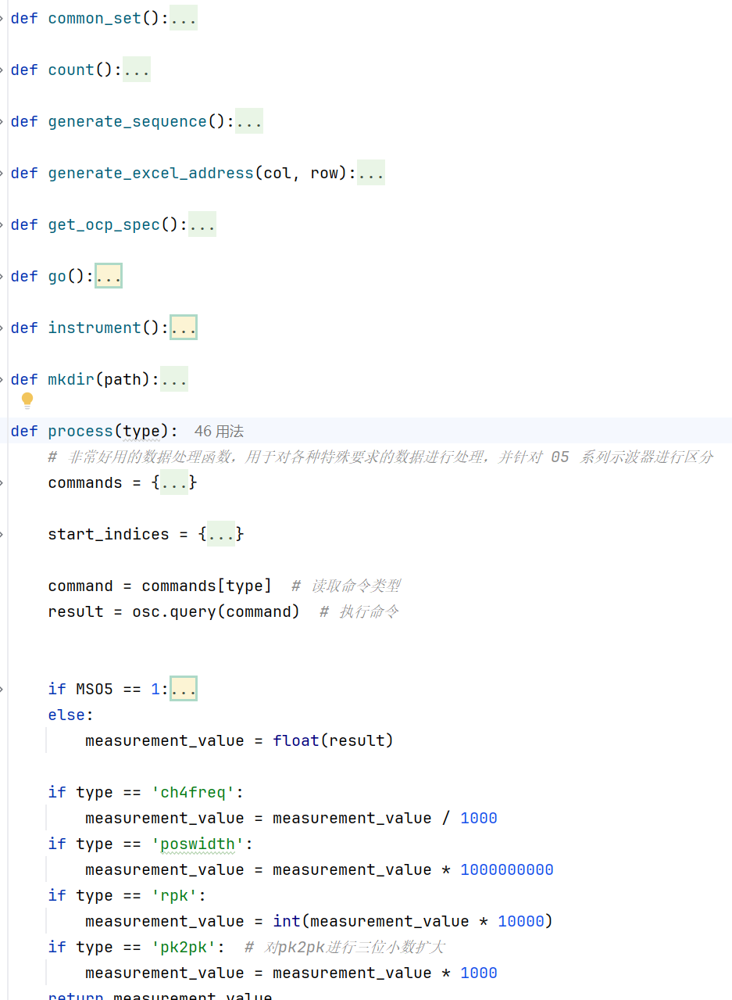 def common_set():...
def count():...
def generate_sequence():...
def generate_excel_address(col, row):...
def get_ocp_spec():...
def go():...
def instrument():...
def mkdir(path):...
def process(type):  46 用法
    # 非常好用的数据处理函数，用于对各种特殊要求的数据进行处理，并针对 05 系列示波器进行区分
    commands = {...}
    start_indices = {...}
    command = commands[type]  # 读取命令类型
    result = osc.query(command)  # 执行命令
    if MSO5 == 1:...
    else:
        measurement_value = float(result)
    if type == 'ch4freq':
        measurement_value = measurement_value / 1000
    if type == 'poswidth':
        measurement_value = measurement_value * 1000000000
    if type == 'rpk':
        measurement_value = int(measurement_value * 10000)
    if type == 'pk2pk':  # 对pk2pk进行三位小数扩大
        measurement_value = measurement_value * 1000
    return measurement_value